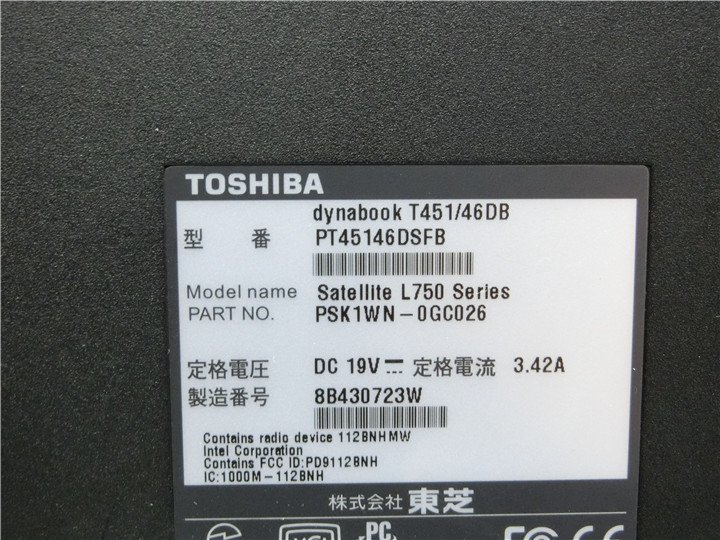 TOSHIBA
dynabook T451/46DB
型 番 PT45146DSFB
Model name Satellite L750 Series
PART NO. PSK1WN-0GC026
定格電圧 DC 19V 定格電流 3.42A
製造番号 8B430723W
Contains radio device 112BNHMW
Intel Corporation
Contains FCC ID:PD9112BNH
IC:1000M-112BNH
株式会社 東芝
PC